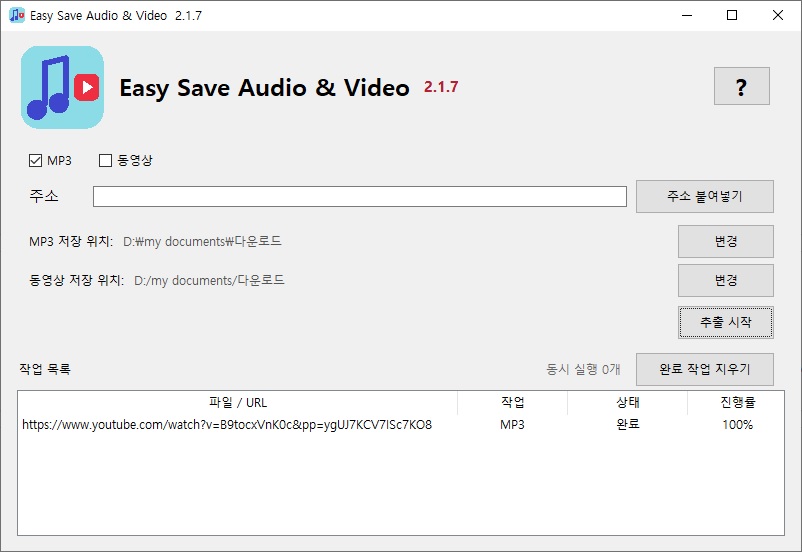 Easy Save Audio & Video 2.1.7
Easy Save Audio & Video 2.1.7
?
MP3 동영상
주소 주소 붙여넣기
MP3 저장 위치: D:₩my documents₩다운로드 변경
동영상 저장 위치: D:/my documents/다운로드 변경
추출 시작
작업 목록 동시 실행 0개 완료 작업 지우기
파일 / URL 작업 상태 진행률
https://www.youtube.com/watch?v=B9tocxVnK0c&pp=ygUJ7KCV7ISc7KO8 MP3 완료 100%